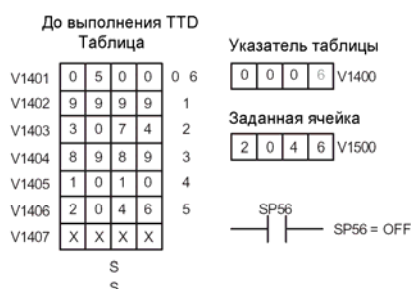 До выполнения TTD
Таблица
V1401 0 5 0 0 0 6
V1402 9 9 9 9 1
V1403 3 0 7 4 2
V1404 8 9 8 9 3
V1405 1 0 1 0 4
V1406 2 0 4 6 5
V1407 X X X X
S
S
Указатель таблицы
0 0 0 6 V1400
Заданная ячейка
2 0 4 6 V1500
SP56
SP56 = OFF